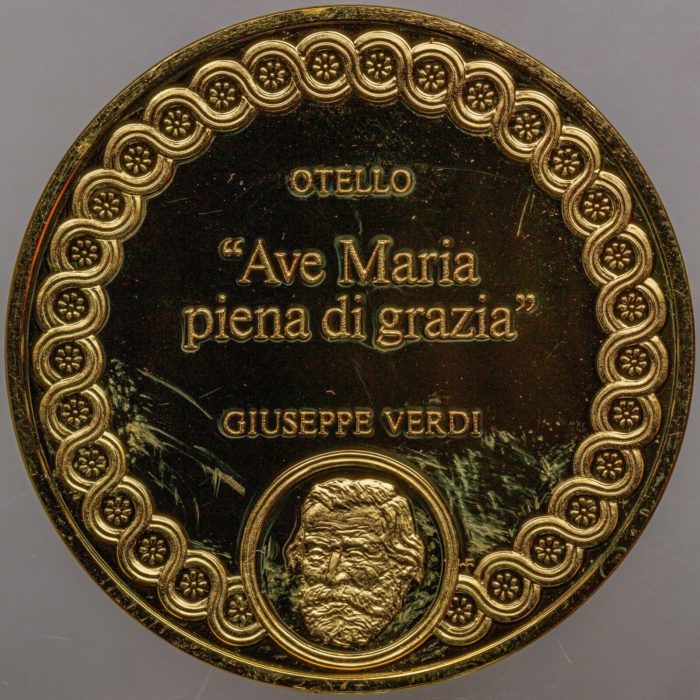 OTELLO
“Ave Maria
piena di grazia”
GIUSEPPE VERDI